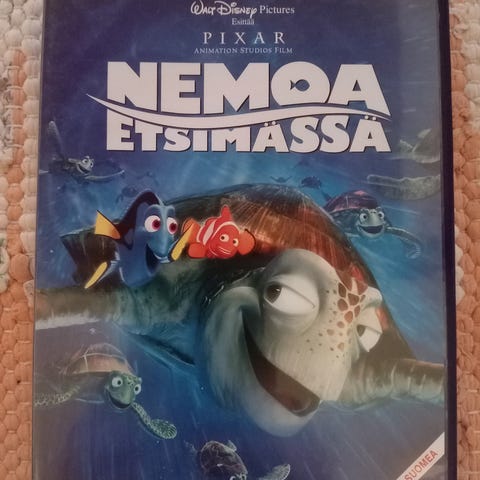 Walt Disney Pictures
Esittää
PIXAR
ANIMATION STUDIOS FILM
NEMOA
ETSIMÄSSÄ
SUOMEA